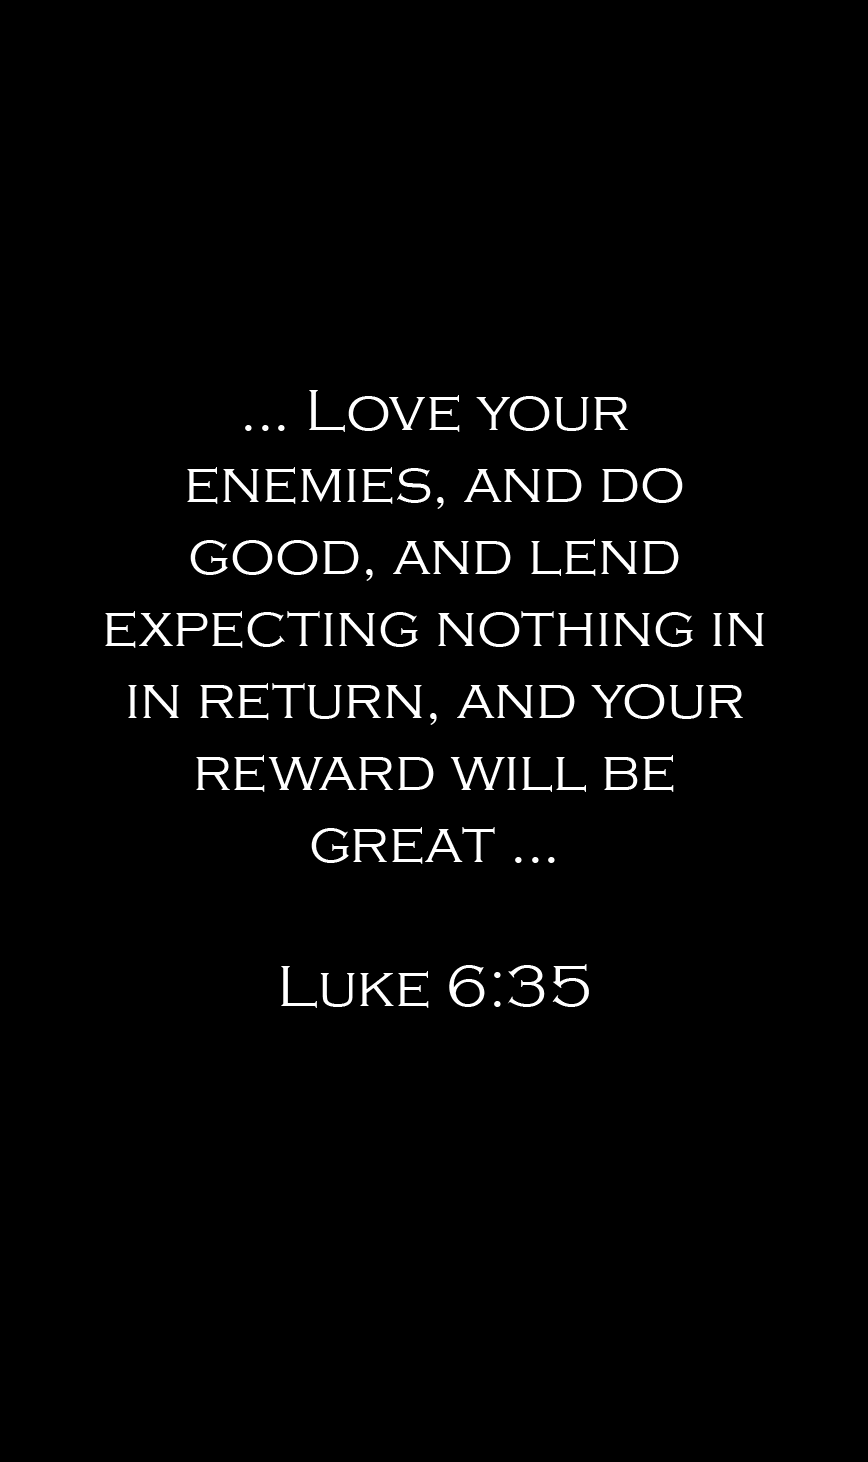 ... Love your
enemies, and do
good, and lend
expecting nothing in
in return, and your
reward will be
great ...
Luke 6:35